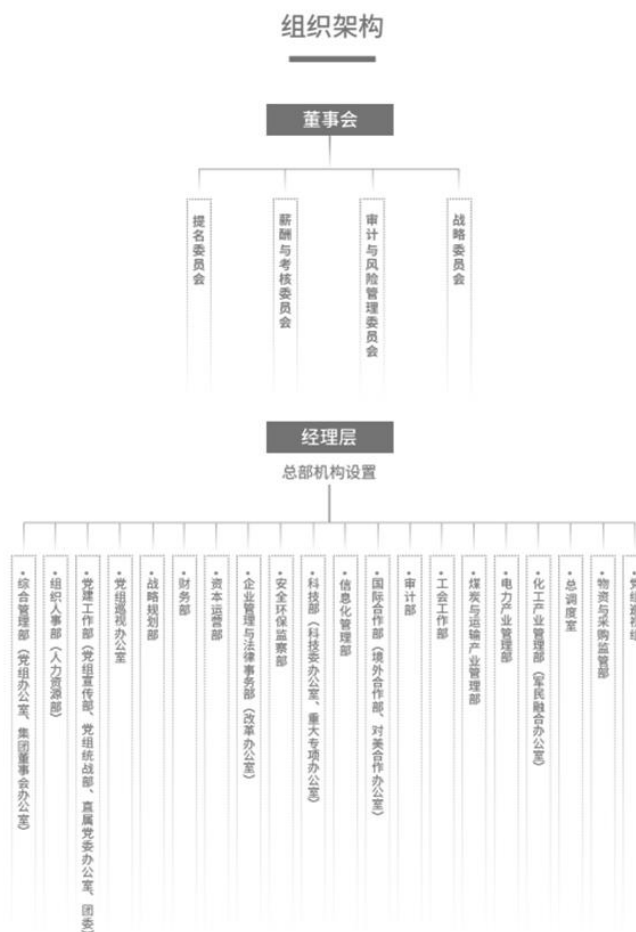 组织架构
董事会
提名委员会
薪酬与考核委员会
审计与风险管理委员会
战略委员会
经理层
总部机构设置
•综合管理部（党组办公室、集团董事会办公室）
•组织人事部（人力资源部）
•党建工作部（党组宣传部、党组统战部、直属党委办公室、团委
•党组巡视办公室
•战略规划部
•财务部
•资本运营部
•企业管理与法律事务部（改革办公室）
•安全环保监察部
•科技部（科技委办公室、重大专项办公室）
•信息化管理部
•国际合作部（境外合作部、对美合作办公室）
•审计部
•工会工作部
•煤炭与运输产业管理部
•电力产业管理部
•化工产业管理部（军民融合办公室）
•总调度室
•物资与采购监管部
•党组巡视组